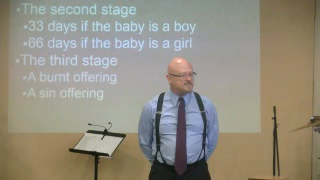 •The second stage
•33 days if the baby is a boy
•66 days if the baby is a girl
•The third stage
•A burnt offering
•A sin offering